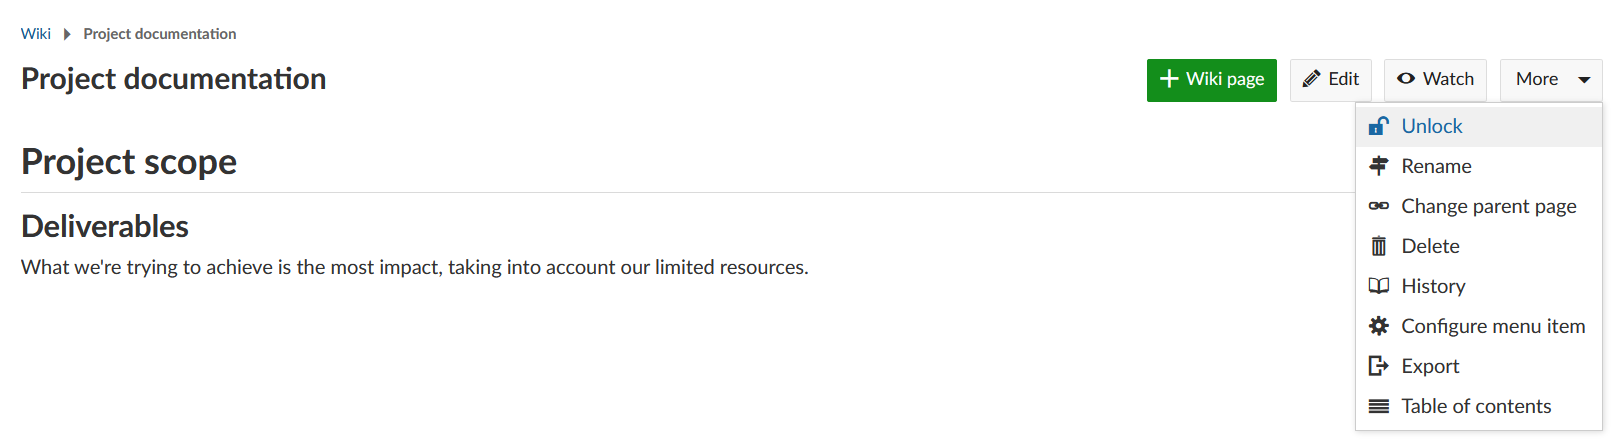 Wiki Project documentation
Project documentation
Wiki page Edit Watch More
Unlock
Rename
Change parent page
Delete
History
Configure menu item
Export
Table of contents
Project scope
Deliverables
What we're trying to achieve is the most impact, taking into account our limited resources.